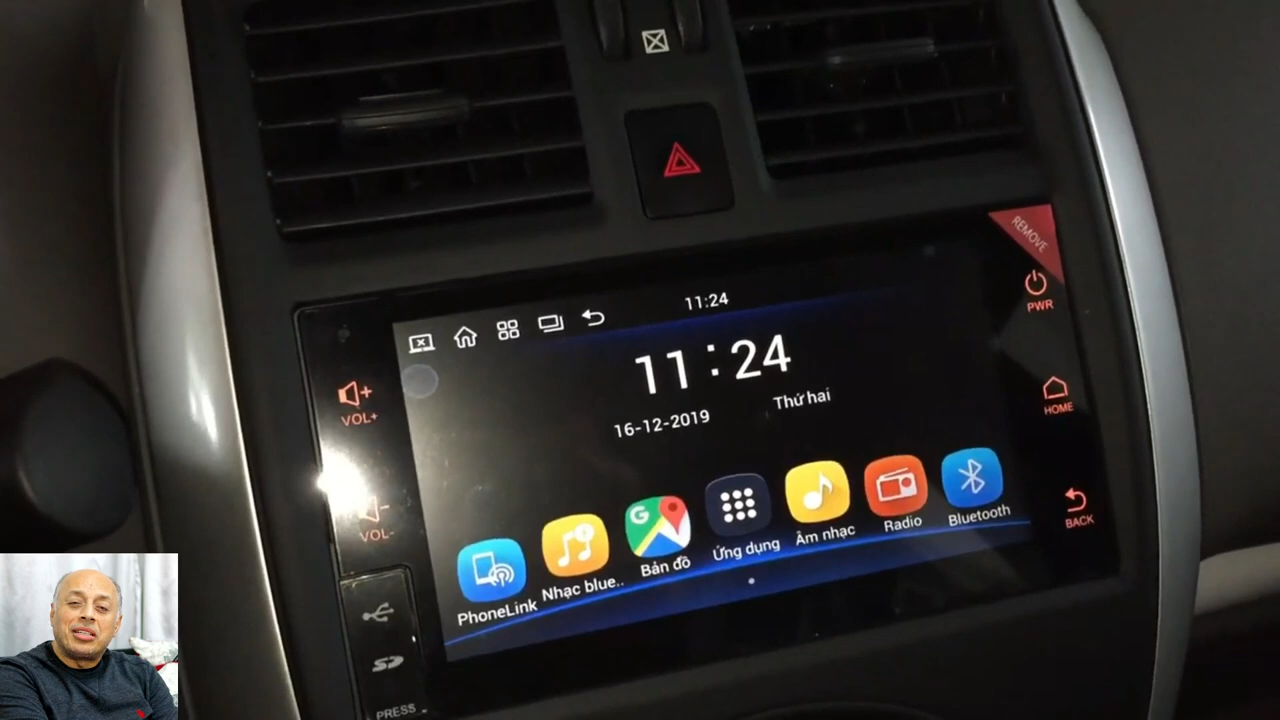 REMOVE
PWR
11:24
11:24
16-12-2019
Thứ hai
VOL+
HOME
VOL-
BACK
G
PhoneLink
Nhạc blue..
Bản đồ
Ứng dụng
Âm nhạc
Radio
Bluetooth
SD
PRESS